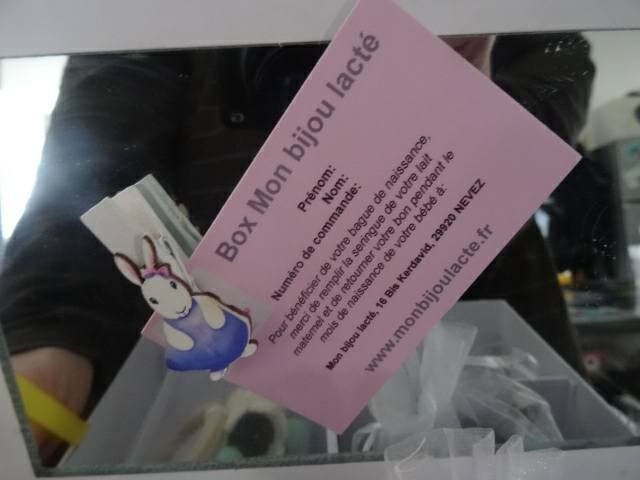 Box Mon bijou lacté
Prénom:
Nom:
Numéro de commande:
Pour bénéficier de votre bague de naissance,
merci de remplir la seringue de votre lait
maternel et de retourner votre bon pendant le
mois de naissance de votre bébé à:
Mon bijou lacté, 16 Bis Kerdavid, 29920 NEVEZ
www.monbijoulacte.fr